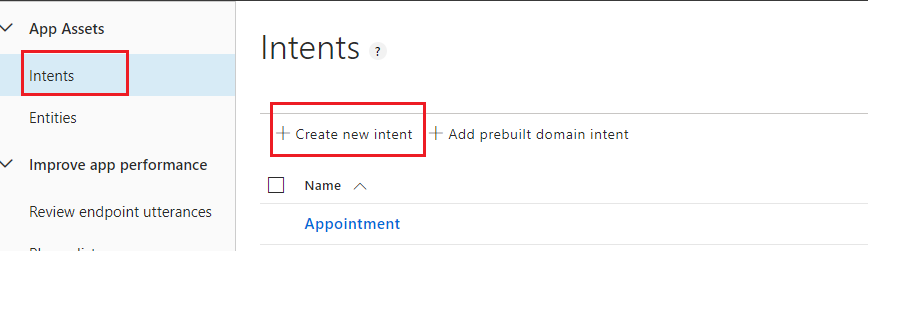 App Assets
Intents
Entities
Improve app performance
Review endpoint utterances
Intents ?
+ Create new intent + Add prebuilt domain intent
Name
Appointment